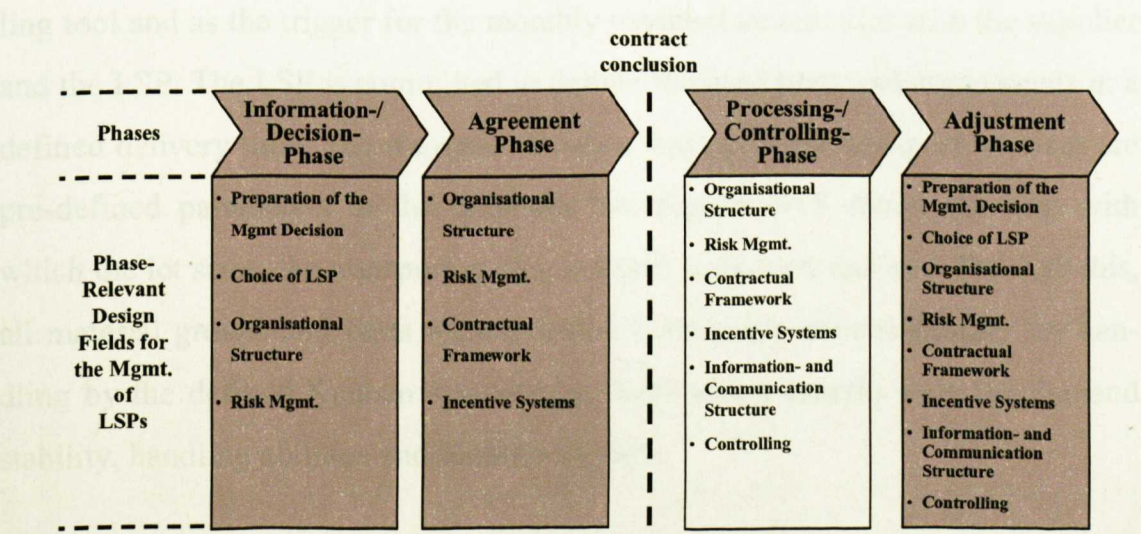 contract
conclusion
Phases
Information-/
Decision-
Phase
Agreement
Phase
Processing-/
Controlling-
Phase
Adjustment
Phase
Phase-
Relevant
Design
Fields for
the Mgmt.
of
LSPs
• Preparation of the
Mgmt Decision
• Choice of LSP
• Organisational
Structure
• Risk Mgmt.
• Organisational
Structure
• Risk Mgmt.
• Contractual
Framework
• Incentive Systems
• Organisational
Structure
• Risk Mgmt.
• Contractual
Framework
• Incentive Systems
• Information- and
Communication
Structure
• Controlling
• Preparation of the
Mgmt. Decision
• Choice of LSP
• Organisational
Structure
• Risk Mgmt.
• Contractual
Framework
• Incentive Systems
• Information- and
Communication
Structure
• Controlling